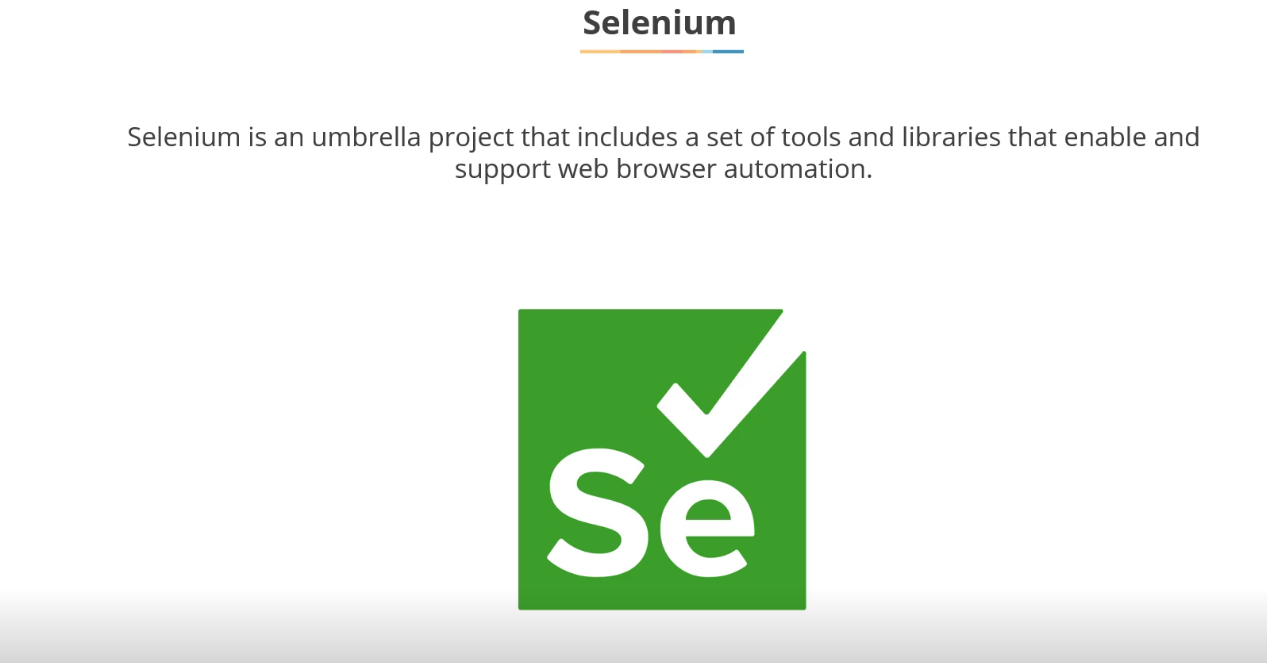 Selenium
Selenium is an umbrella project that includes a set of tools and libraries that enable and
support web browser automation.
Se